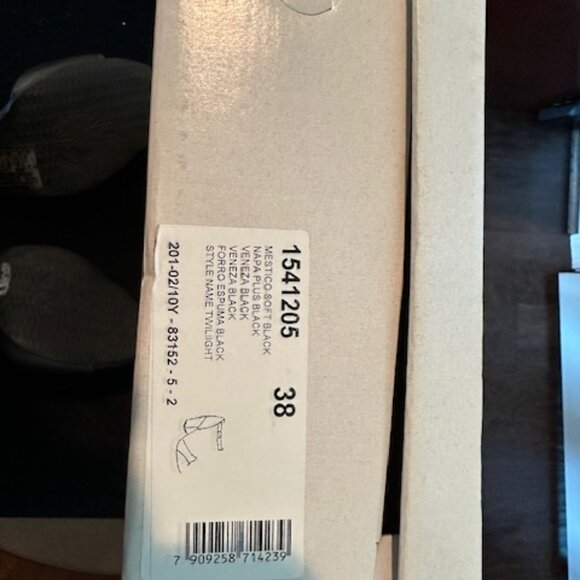 1541205 38
MESTICO SOFT BLACK
NAPA PLUS BLACK
VENEZA BLACK
VENEZA BLACK
FORRO ESPUMA BLACK
STYLE NAME TWILIIGHT
201-02/10Y - 83152 - 5 - 2
7 909258 714239